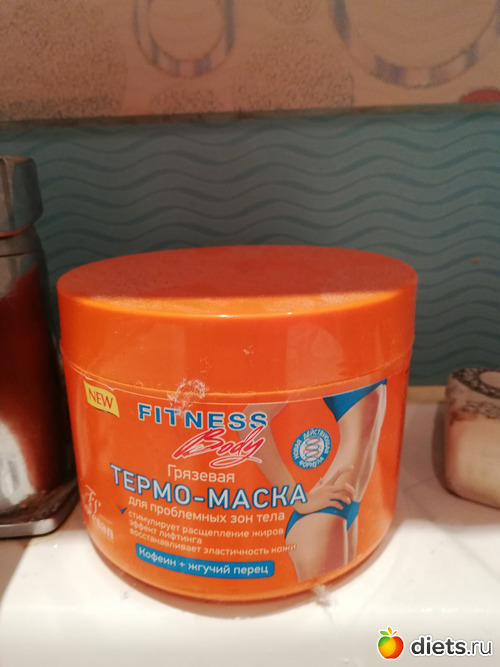 NEW
FITNESS
Body
Грязевая
ТЕРМО-МАСКА
для проблемных зон тела
стимулирует расщепление жиров
эффект лифтинга
восстанавливает эластичность кожи
Кофеин + жгучий перец
ФОРМУЛА
diets.ru